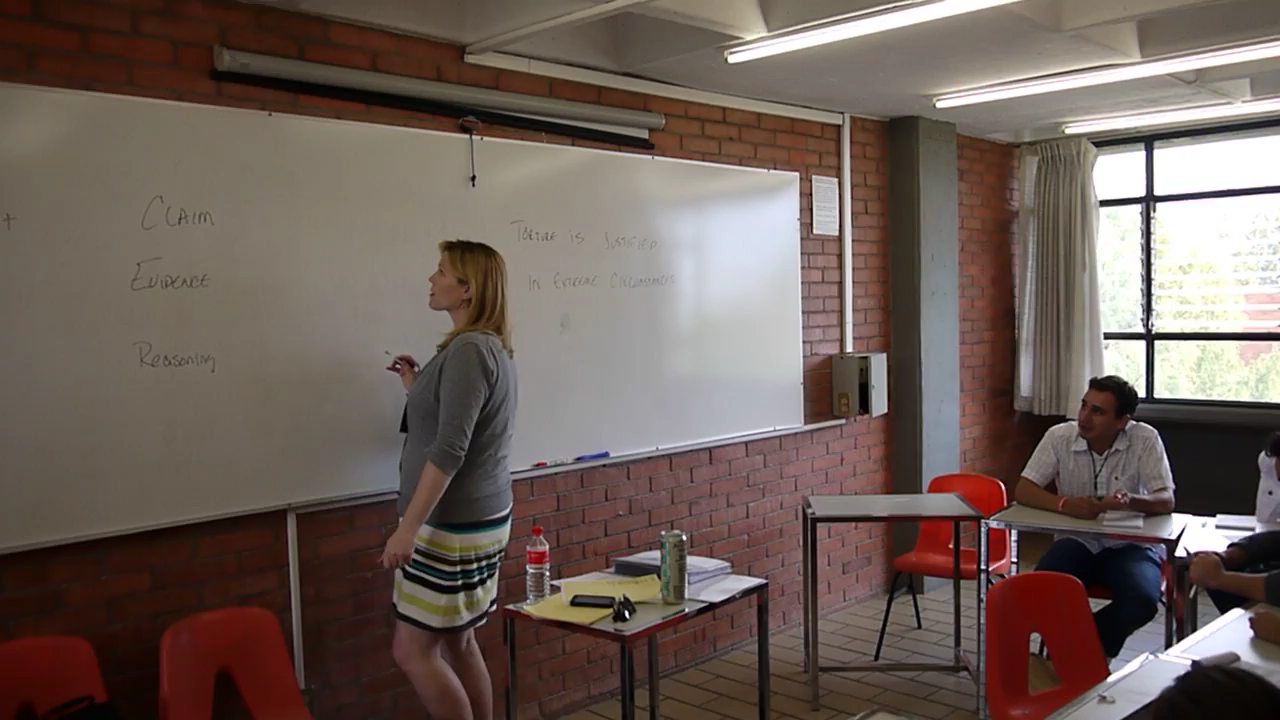 +
CLAIM
EVIDENCE
Reasoning
TORTURE IS JUSTIFIED
IN EXTREME CIRCUMSTANCES